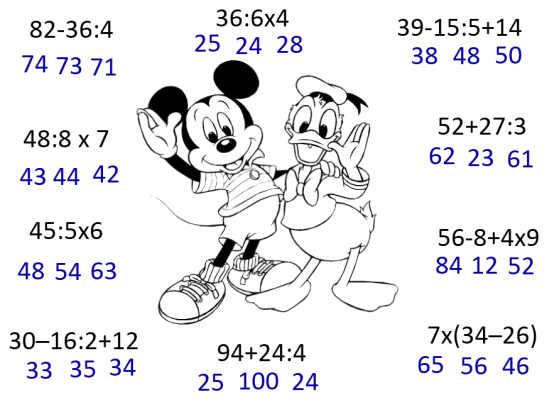 82-36:4
74 73 71
36:6x4
25 24 28
39-15:5+14
38 48 50
48:8 x 7
43 44 42
52+27:3
62 23 61
45:5x6
48 54 63
56-8+4x9
84 12 52
30–16:2+12
33 35 34
94+24:4
25 100 24
7x(34–26)
65 56 46